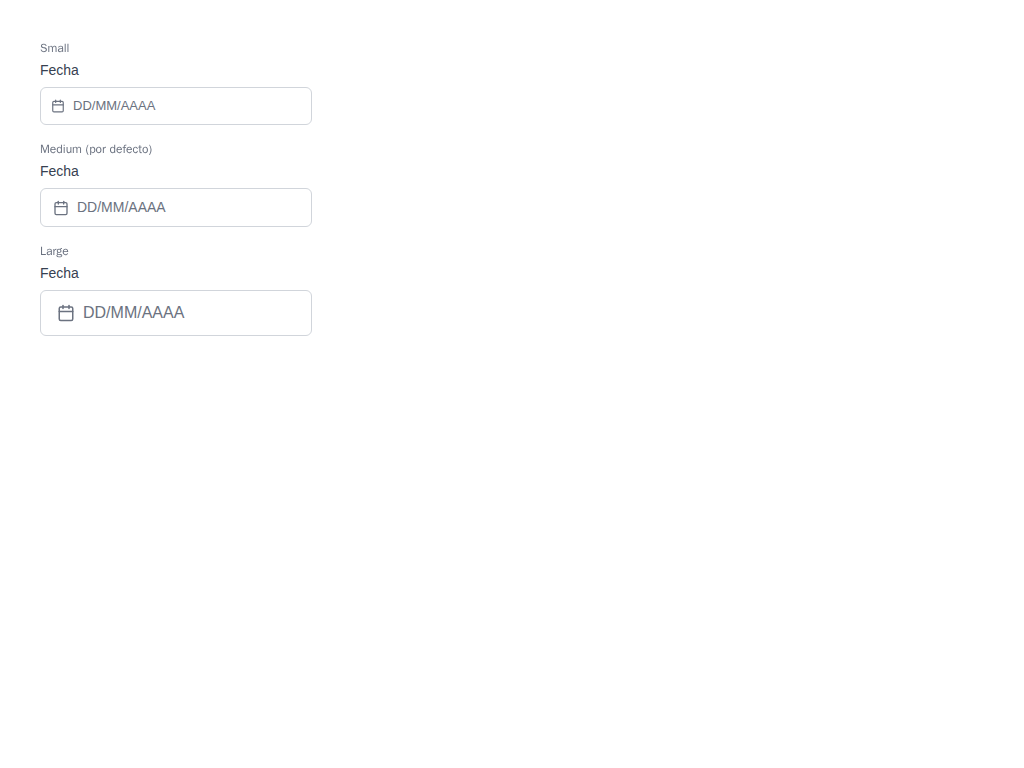 Small
Fecha
DD/MM/AAAA
Medium (por defecto)
Fecha
DD/MM/AAAA
Large
Fecha
DD/MM/AAAA